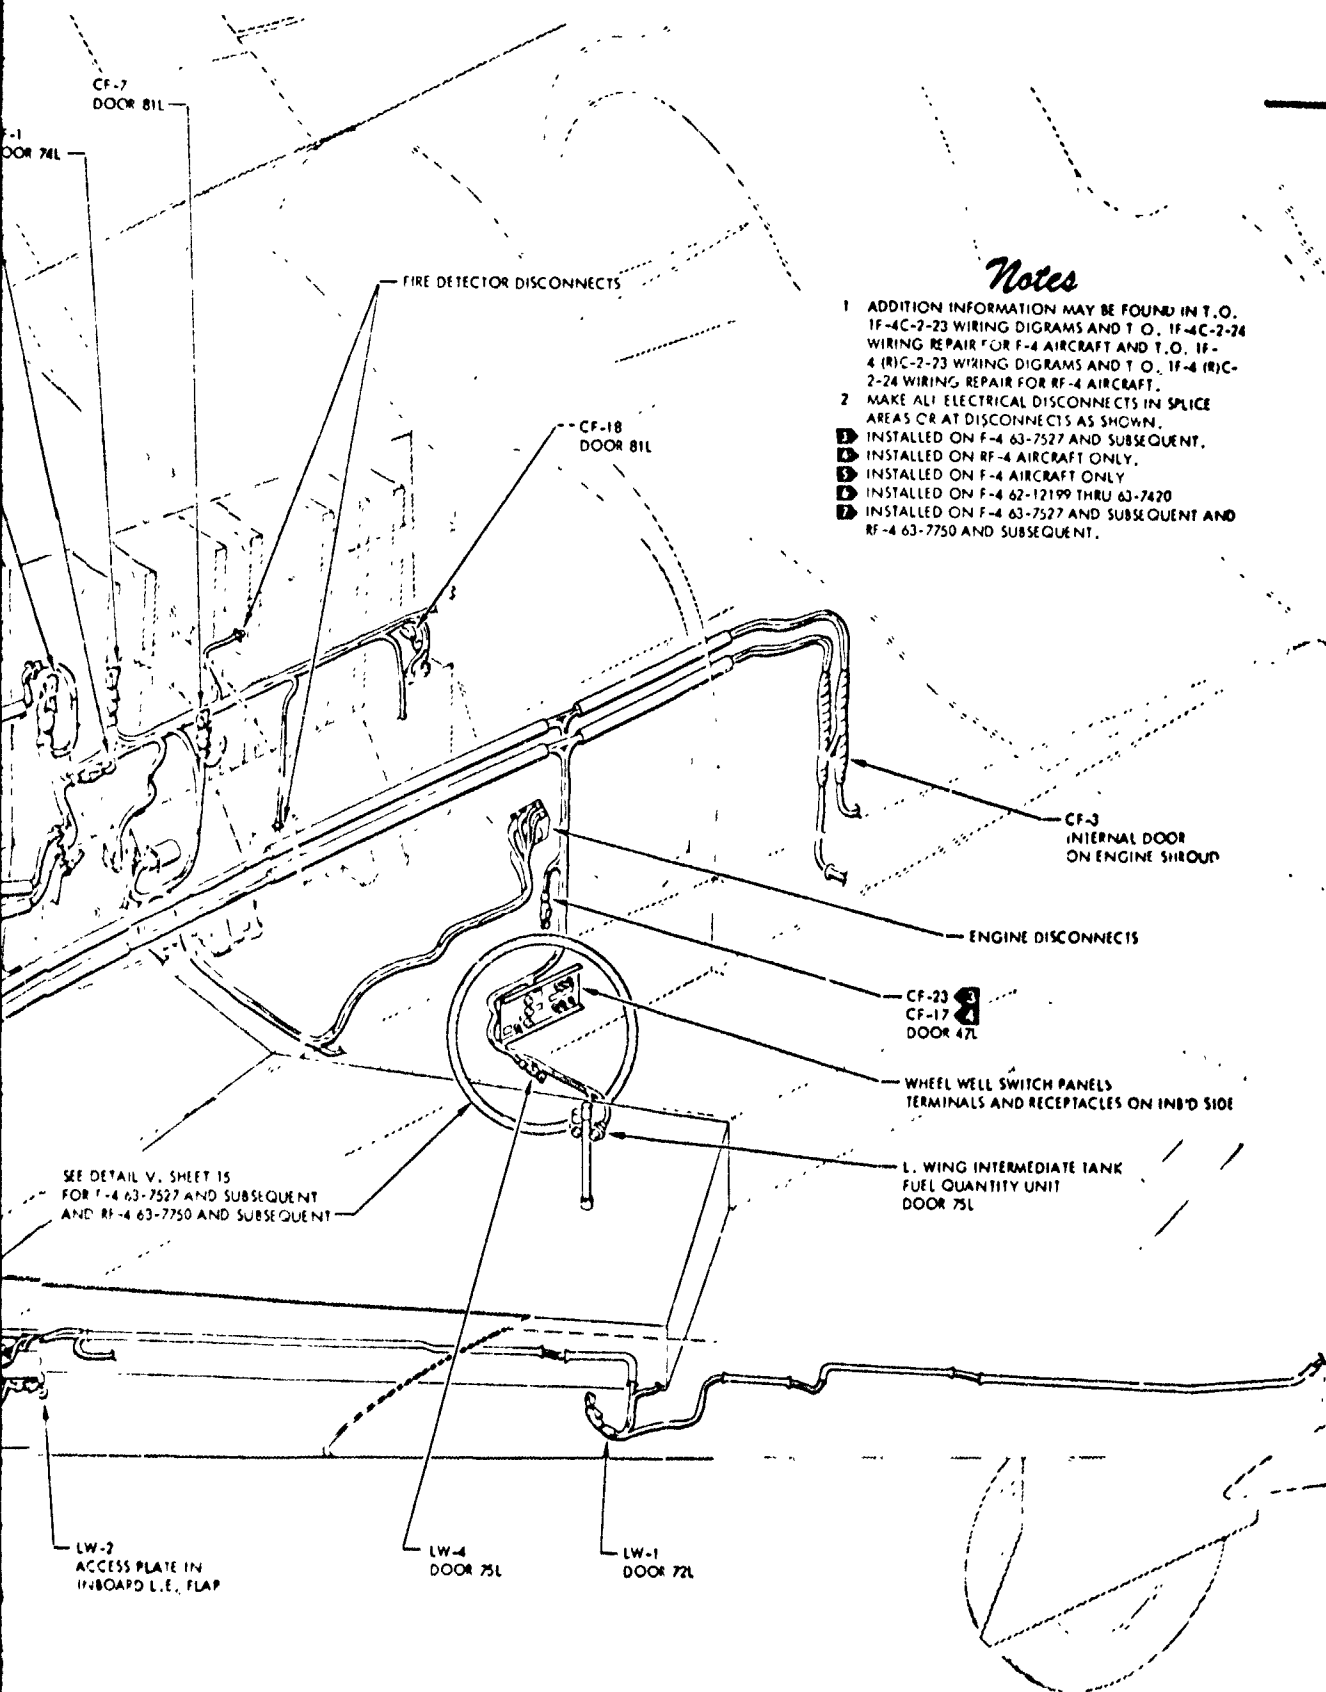 CF-7
DOOR 81L
F-1
OOR 74L
FIRE DETECTOR DISCONNECTS
CF-18
DOOR 81L
Notes
1 ADDITION INFORMATION MAY BE FOUND IN T.O.
1F-4C-2-23 WIRING DIGRAMS AND T O. 1F-4C-2-24
WIRING REPAIR FOR F-4 AIRCRAFT AND T.O. 1F-
4 (R)C-2-23 WIRING DIGRAMS AND T O. 1F-4 (R)C-
2-24 WIRING REPAIR FOR RF-4 AIRCRAFT.
2 MAKE ALL ELECTRICAL DISCONNECTS IN SPLICE
AREAS OR AT DISCONNECTS AS SHOWN.
3 INSTALLED ON F-4 63-7527 AND SUBSEQUENT.
4 INSTALLED ON RF-4 AIRCRAFT ONLY.
5 INSTALLED ON F-4 AIRCRAFT ONLY
6 INSTALLED ON F-4 62-12199 THRU 63-7420
7 INSTALLED ON F-4 63-7527 AND SUBSEQUENT AND
RF-4 63-7750 AND SUBSEQUENT.
CF-3
INTERNAL DOOR
ON ENGINE SHROUD
ENGINE DISCONNECTS
CF-23 3
CF-17 4
DOOR 47L
WHEEL WELL SWITCH PANELS
TERMINALS AND RECEPTACLES ON INB'D SIDE
L. WING INTERMEDIATE TANK
FUEL QUANTITY UNIT
DOOR 75L
SEE DETAIL V. SHEET 15
FOR F-4 63-7527 AND SUBSEQUENT
AND RF-4 63-7750 AND SUBSEQUENT
LW-2
ACCESS PLATE IN
INBOARD L.E. FLAP
LW-4
DOOR 75L
LW-1
DOOR 72L